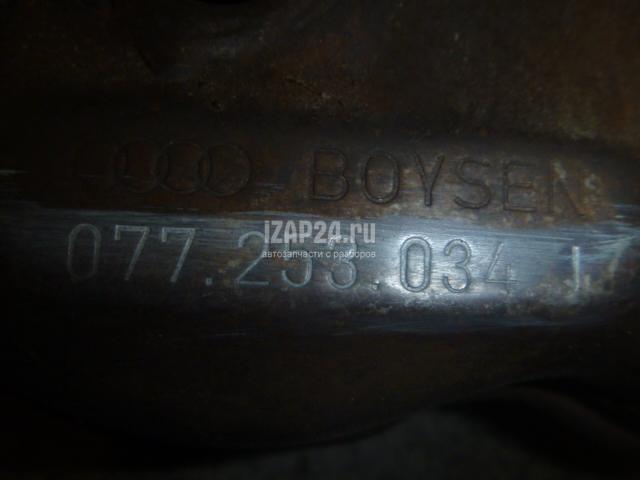 BOYSEN
IZAP24.ru
автозапчасти с разборов
077.253.034